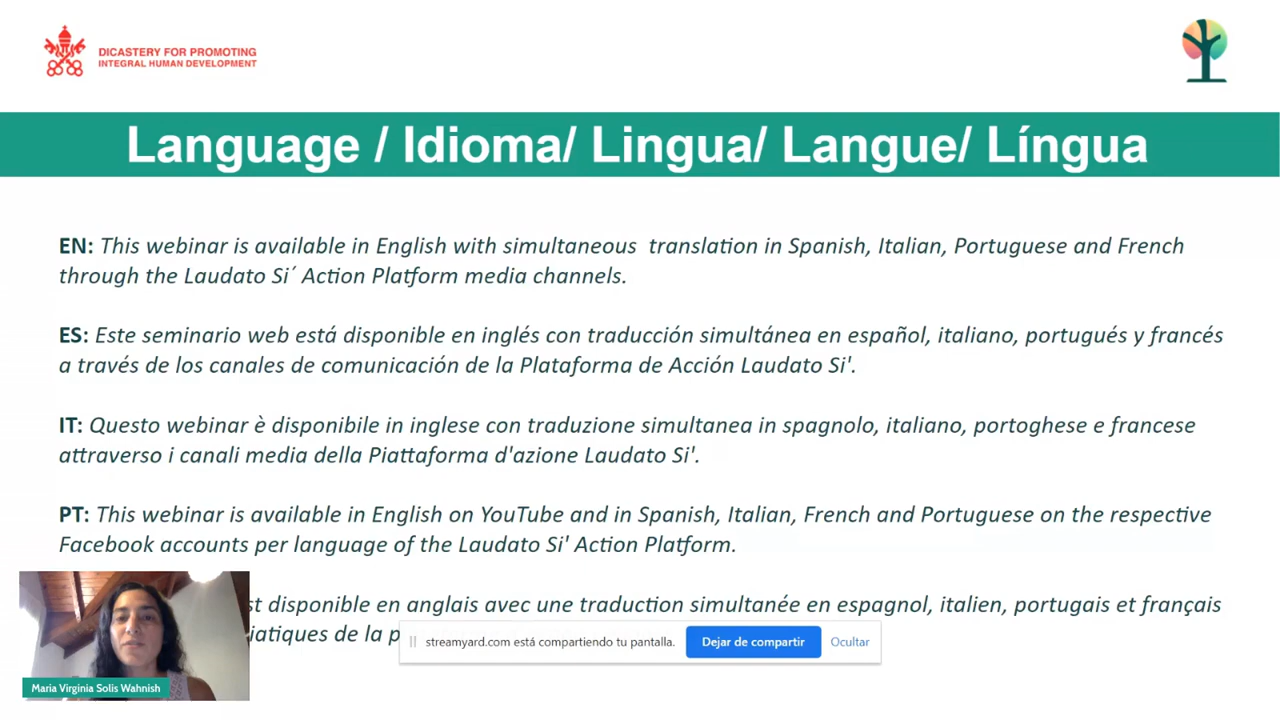 DICASTERY FOR PROMOTING
INTEGRAL HUMAN DEVELOPMENT
Language / Idioma/ Lingua/ Langue/ Língua
EN: This webinar is available in English with simultaneous translation in Spanish, Italian, Portuguese and French
through the Laudato Si´ Action Platform media channels.
ES: Este seminario web está disponible en inglés con traducción simultánea en español, italiano, portugués y francés
a través de los canales de comunicación de la Plataforma de Acción Laudato Si'.
IT: Questo webinar è disponibile in inglese con traduzione simultanea in spagnolo, italiano, portoghese e francese
attraverso i canali media della Piattaforma d'azione Laudato Si'.
PT: This webinar is available in English on YouTube and in Spanish, Italian, French and Portuguese on the respective
Facebook accounts per language of the Laudato Si' Action Platform.
disponible en anglais avec une traduction simultanée en espagnol, italien, portugais et français
de la
streamyard.com está compartiendo tu pantalla.
Dejar de compartir
Ocultar
Maria Virginia Solis Wahnish